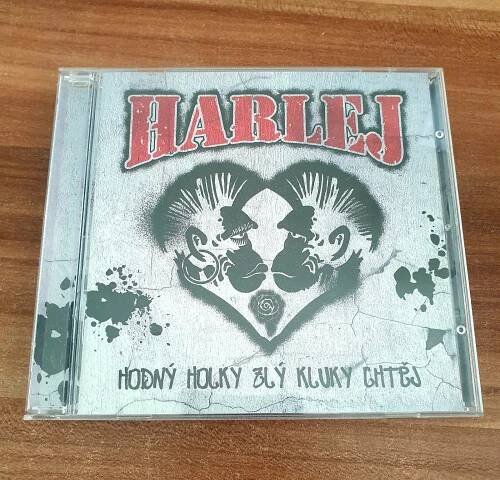 HARLEJ
HODNÝ HOLKY ZLÝ KLUKY CHTĚJ